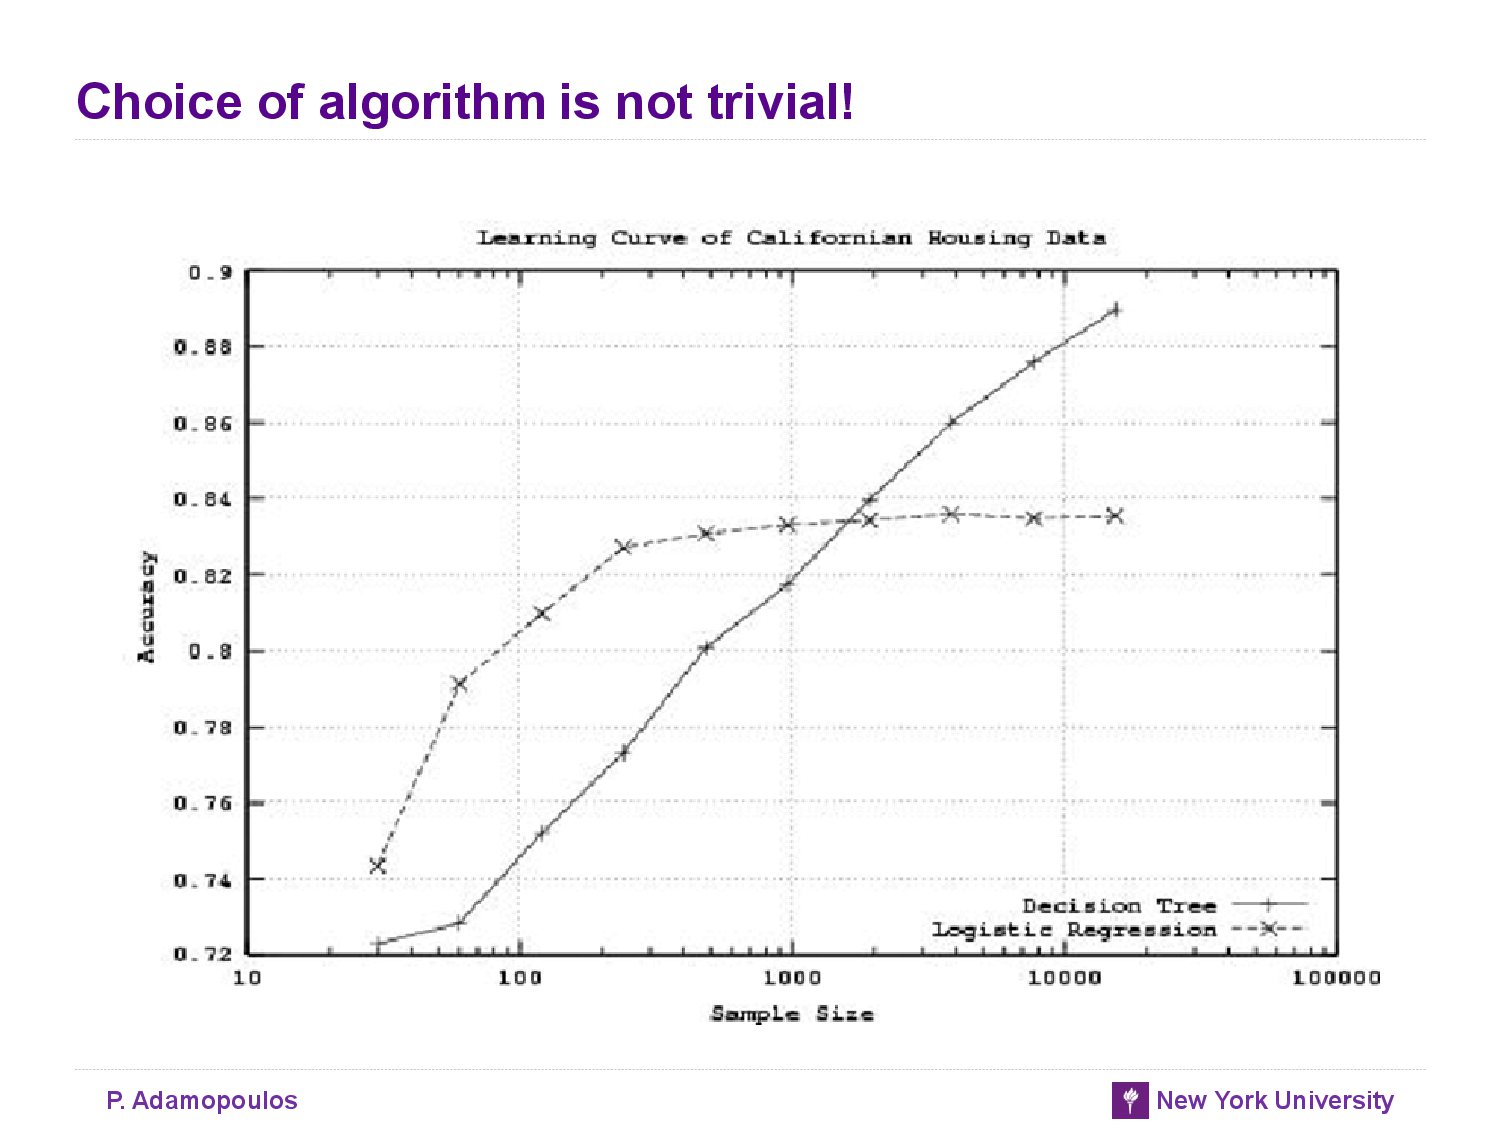 Choice of algorithm is not trivial!
Learning Curve of Californian Housing Data
0.9
0.88
0.86
0.84
0.82
0.8
0.78
0.76
0.74
0.72
Accuracy
10 100 1000 10000 100000
Sample Size
Decision Tree
Logistic Regression
P. Adamopoulos
New York University